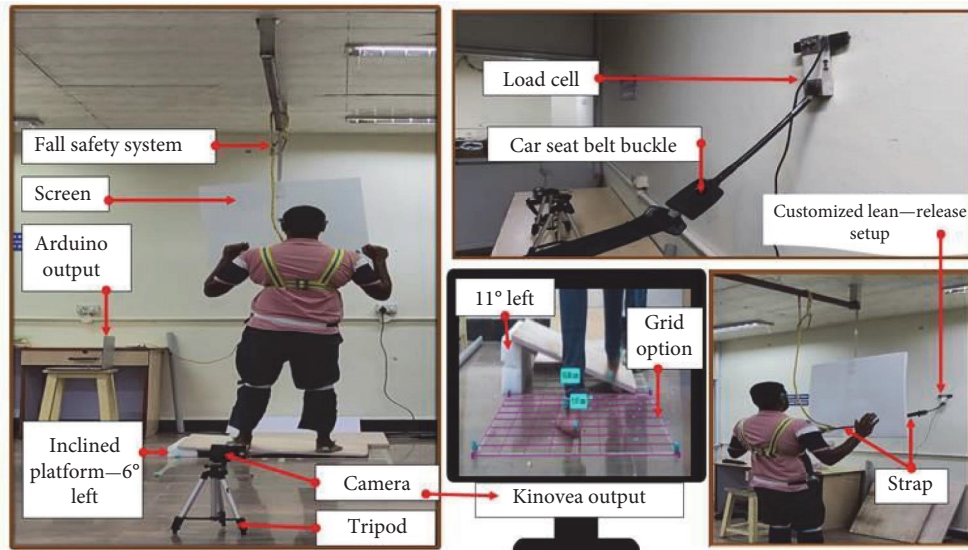 Fall safety system
Screen
Arduino
output
Inclined
platform—6°
left
Camera
Tripod
Load cell
Car seat belt buckle
Customized lean—release
setup
11° left
Grid
option
Kinovea output
Strap